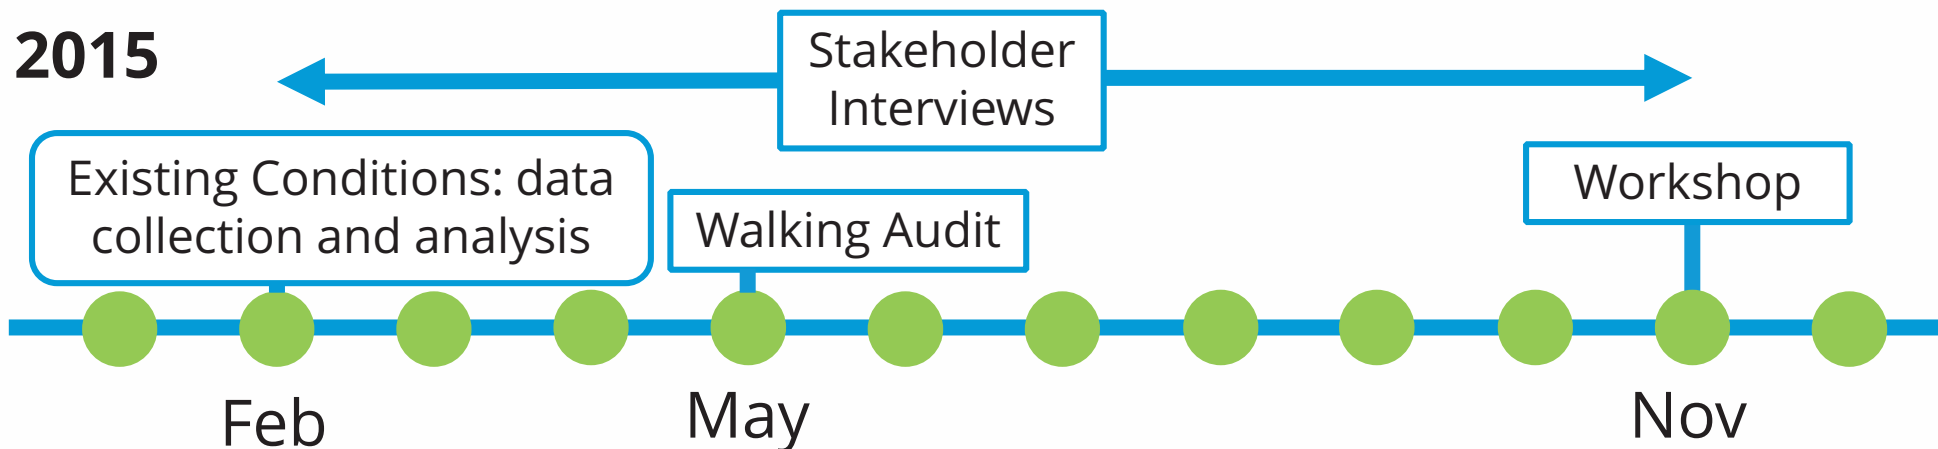 2015
Stakeholder
Interviews
Existing Conditions: data
collection and analysis
Walking Audit
Workshop
Feb
May
Nov